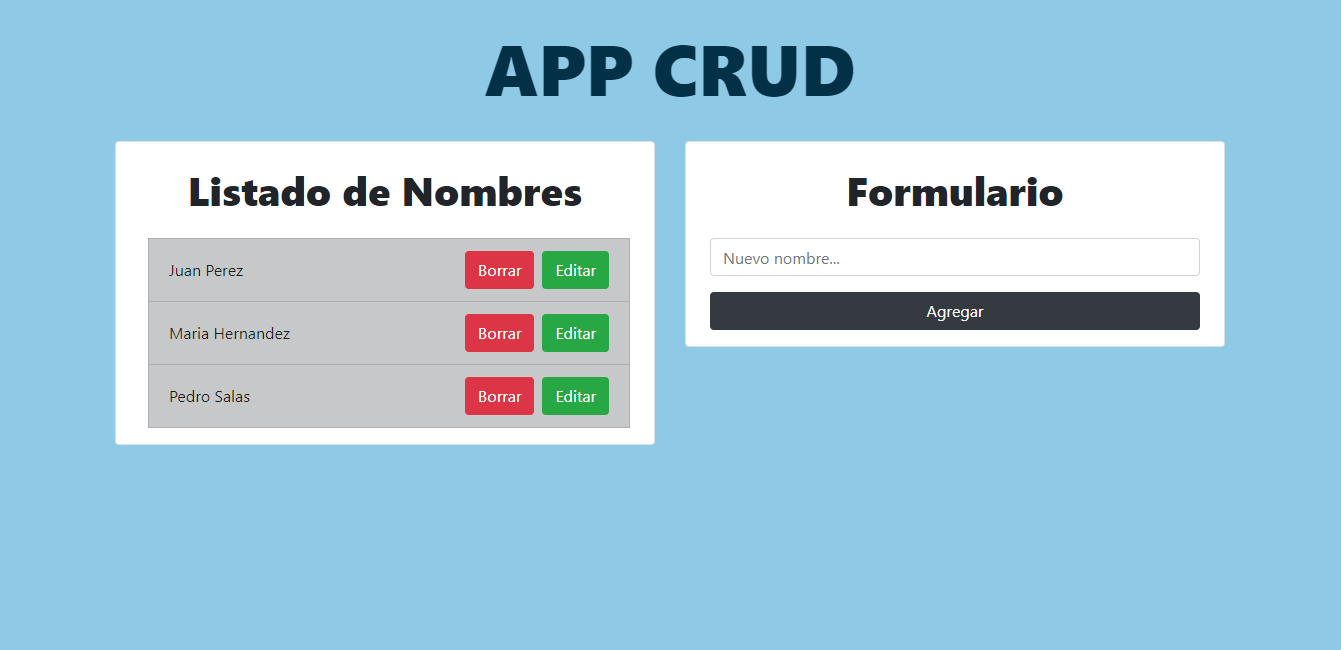 APP CRUD
Listado de Nombres
Juan Perez Borrar Editar
Maria Hernandez Borrar Editar
Pedro Salas Borrar Editar
Formulario
Nuevo nombre...
Agregar